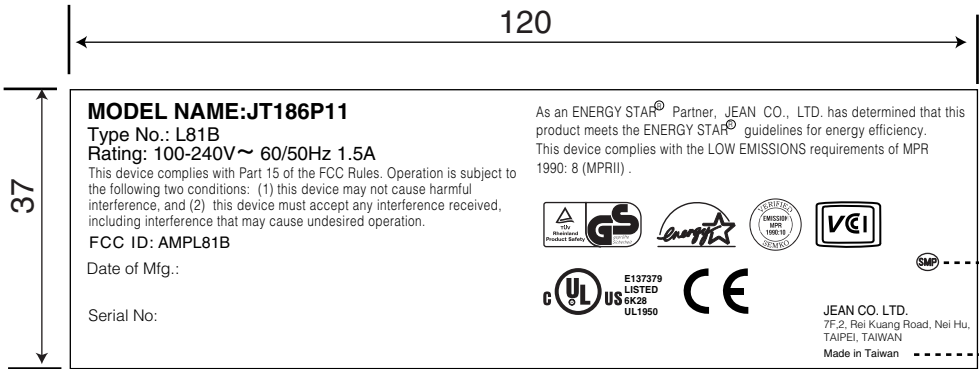 120
37
MODEL NAME:JT186P11
Type No.: L81B
Rating: 100-240V~ 60/50Hz 1.5A
This device complies with Part 15 of the FCC Rules. Operation is subject to
the following two conditions: (1) this device may not cause harmful
interference, and (2) this device must accept any interference received,
including interference that may cause undesired operation.
FCC ID: AMPL81B
Date of Mfg.:
Serial No:
As an ENERGY STAR® Partner, JEAN CO., LTD. has determined that this
product meets the ENERGY STAR® guidelines for energy efficiency.
This device complies with the LOW EMISSIONS requirements of MPR
1990: 8 (MPRII) .
TÜV
Rheinland
Product Safety
GS
geprüfte
Sicherheit
energy
VERIFIED
EMISSION
MPR
1990:10
SEMKO
VCI
SMP
C UL US
E137379
LISTED
6K28
UL1950
CE
JEAN CO. LTD.
7F,2, Rei Kuang Road, Nei Hu,
TAIPEI, TAIWAN
Made in Taiwan